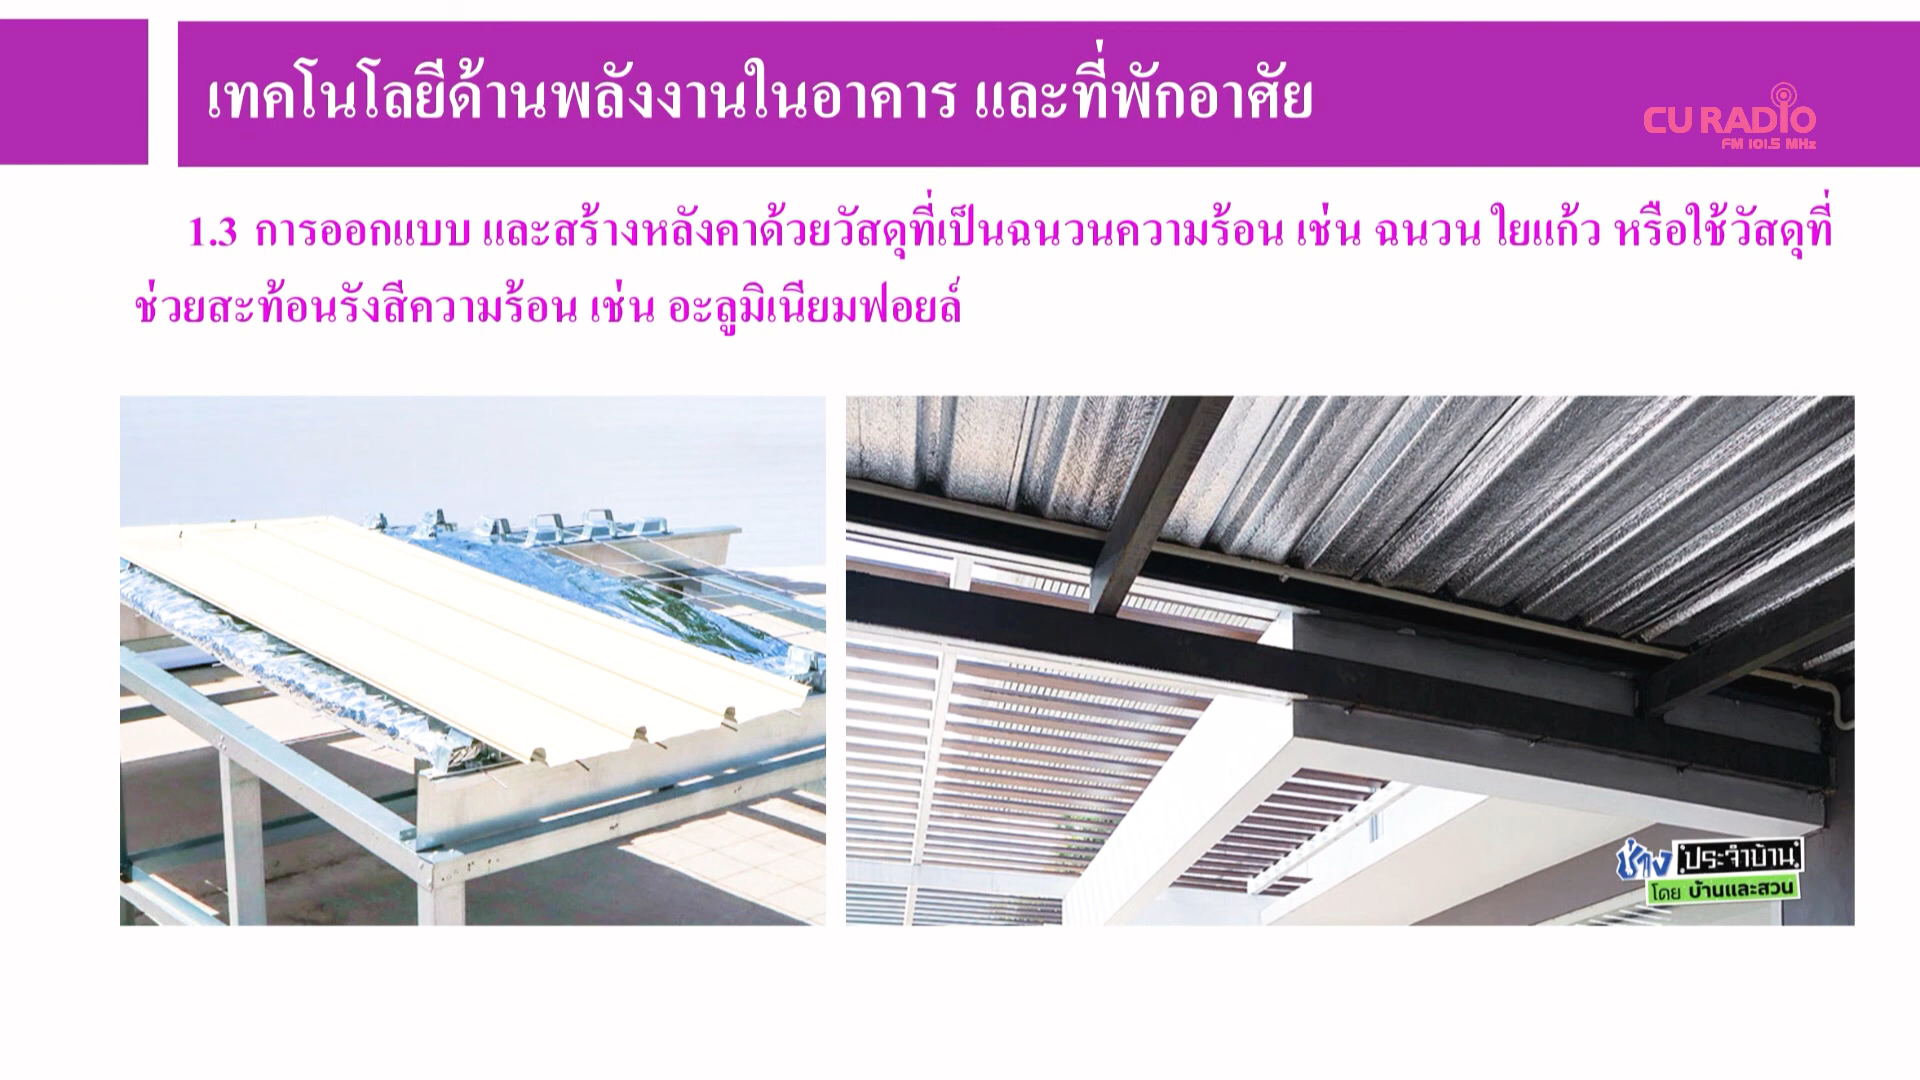 เทคโนโลยีด้านพลังงานในอาคาร และที่พักอาศัย
CU RADIO
FM 101.5 MHz
1.3 การออกแบบ และสร้างหลังคาด้วยวัสดุที่เป็นฉนวนความร้อน เช่น ฉนวน ใยแก้ว หรือใช้วัสดุที่
ช่วยสะท้อนรังสีความร้อน เช่น อะลูมิเนียมฟอยล์
ช่างประจำบ้าน
โดย บ้านและสวน